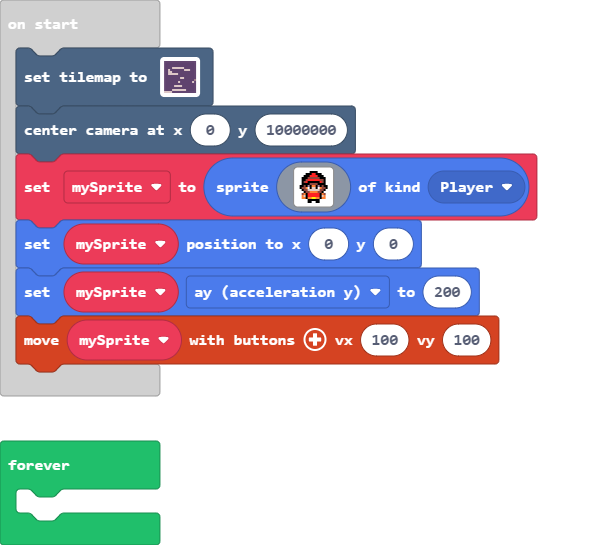 on start
set tilemap to
center camera at x 0 y 10000000
set mySprite to sprite of kind Player
set mySprite position to x 0 y 0
set mySprite ay (acceleration y) to 200
move mySprite with buttons vx 100 vy 100
forever